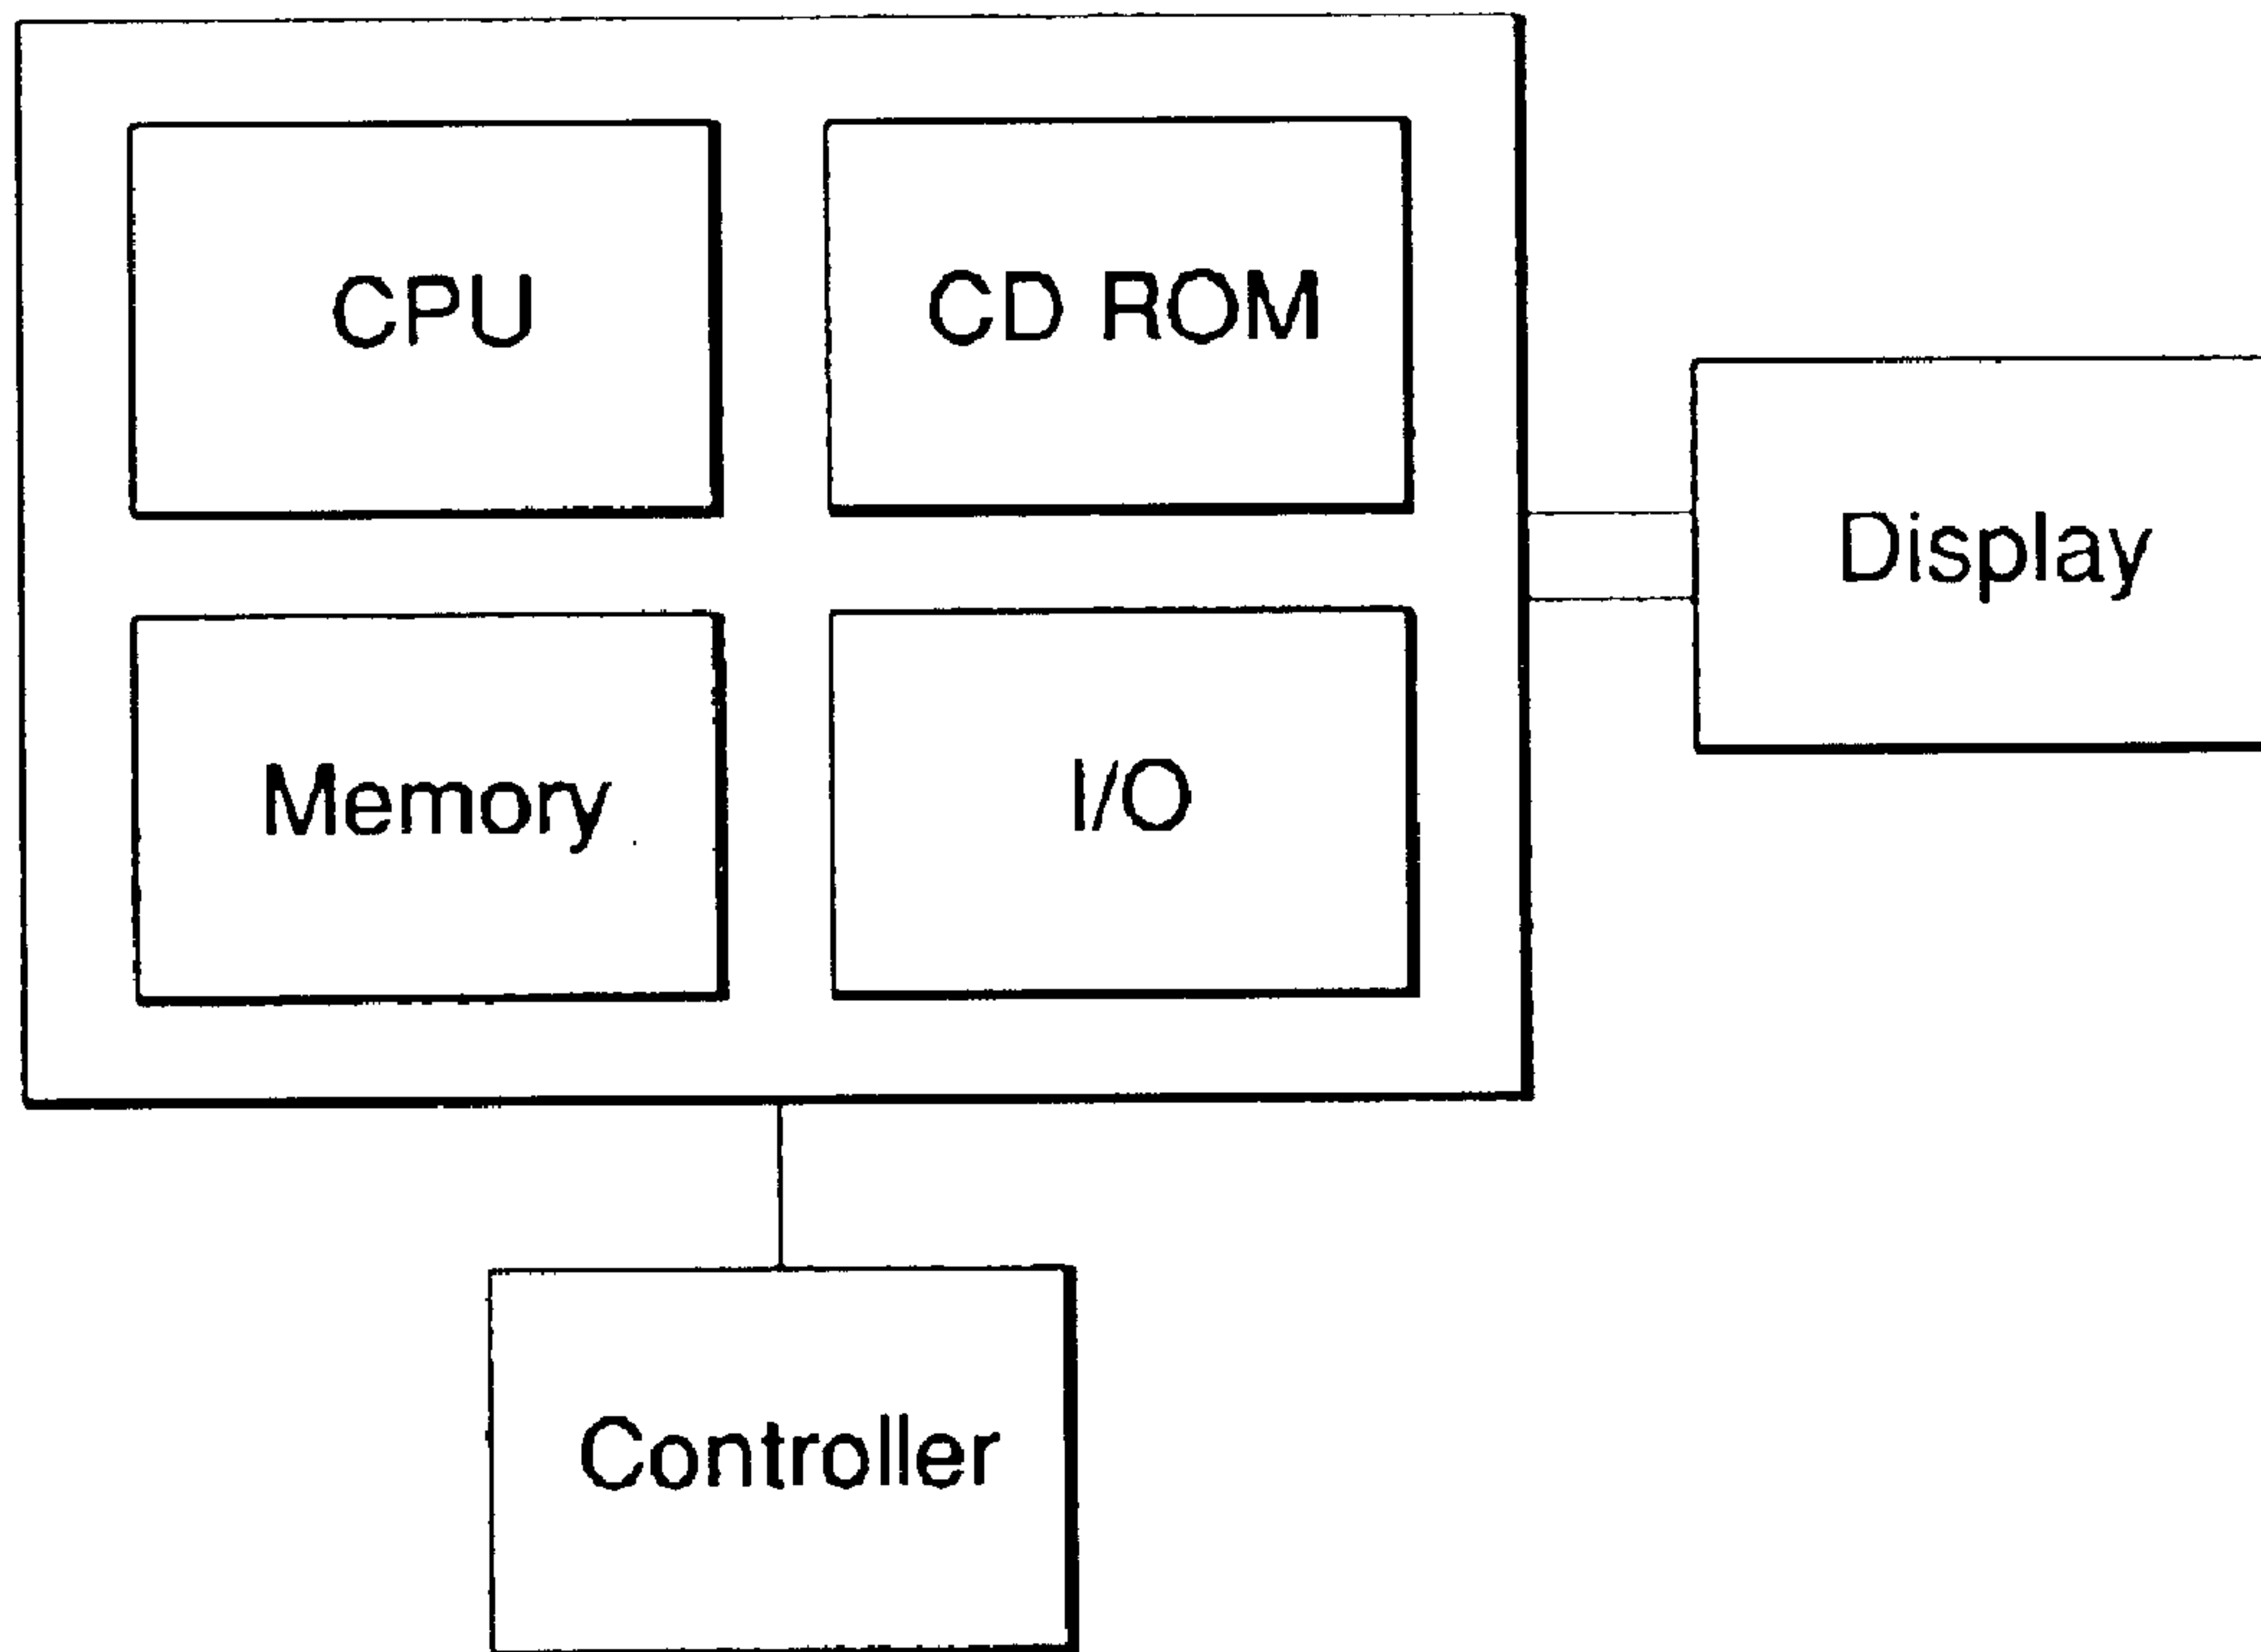 CPU
CD ROM
Display
Memory
I/O
Controller